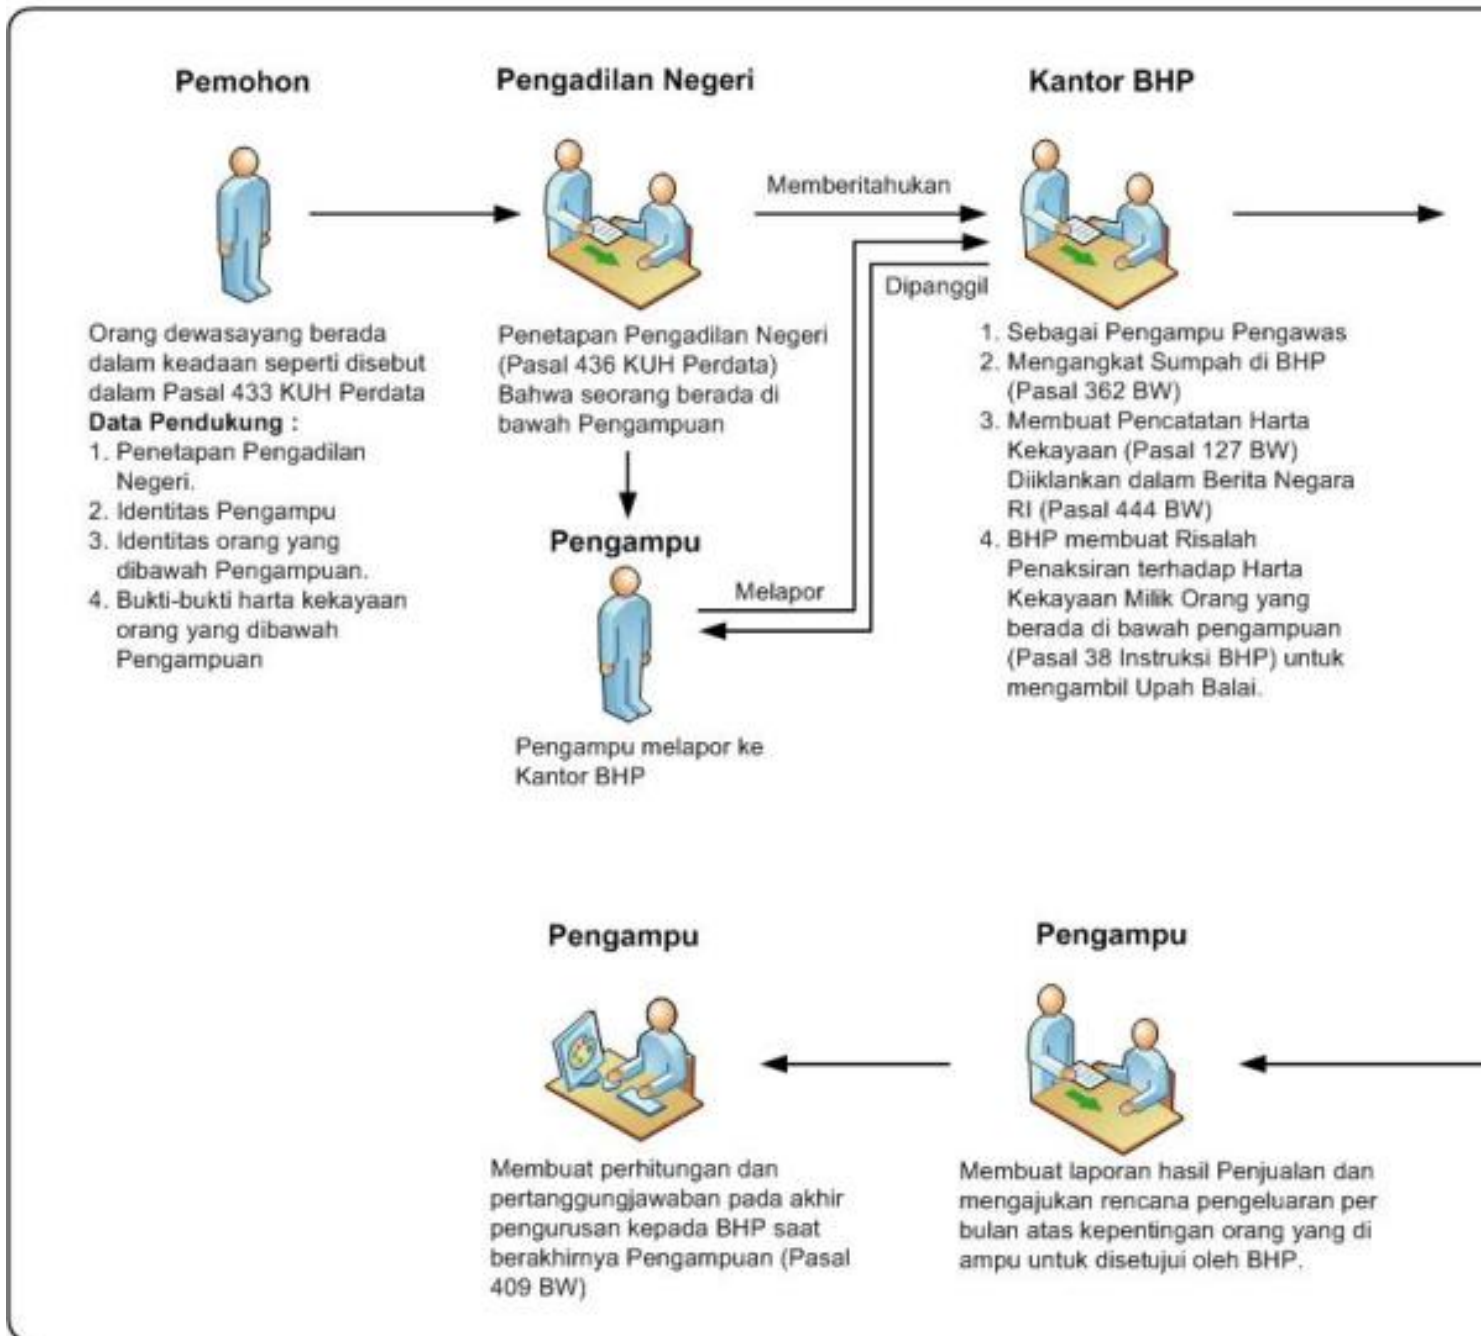 Pemohon
Orang dewasayang berada
dalam keadaan seperti disebut
dalam Pasal 433 KUH Perdata
Data Pendukung :
1. Penetapan Pengadilan
Negeri.
2. Identitas Pengampu
3. Identitas orang yang
dibawah Pengampuan.
4. Bukti-bukti harta kekayaan
orang yang dibawah
Pengampuan
Pengadilan Negeri
Penetapan Pengadilan Negeri
(Pasal 436 KUH Perdata)
Bahwa seorang berada di
bawah Pengampuan
Memberitahukan
Dipanggil
Pengampu
Melapor
Pengampu melapor ke
Kantor BHP
Kantor BHP
1. Sebagai Pengampu Pengawas
2. Mengangkat Sumpah di BHP
(Pasal 362 BW)
3. Membuat Pencatatan Harta
Kekayaan (Pasal 127 BW)
Diiklankan dalam Berita Negara
RI (Pasal 444 BW)
4. BHP membuat Risalah
Penaksiran terhadap Harta
Kekayaan Milik Orang yang
berada di bawah pengampuan
(Pasal 38 Instruksi BHP) untuk
mengambil Upah Balai.
Pengampu
Membuat laporan hasil Penjualan dan
mengajukan rencana pengeluaran per
bulan atas kepentingan orang yang di
ampu untuk disetujui oleh BHP.
Pengampu
Membuat perhitungan dan
pertanggungjawaban pada akhir
pengurusan kepada BHP saat
berakhirnya Pengampuan (Pasal
409 BW)